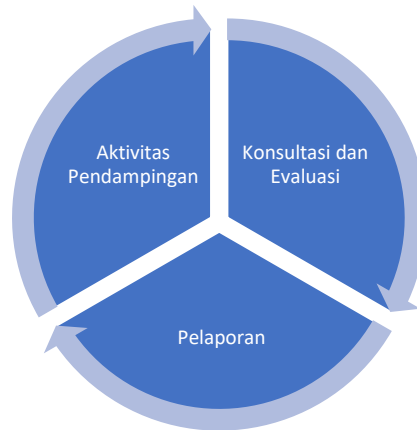 Aktivitas
Pendampingan
Konsultasi dan
Evaluasi
Pelaporan